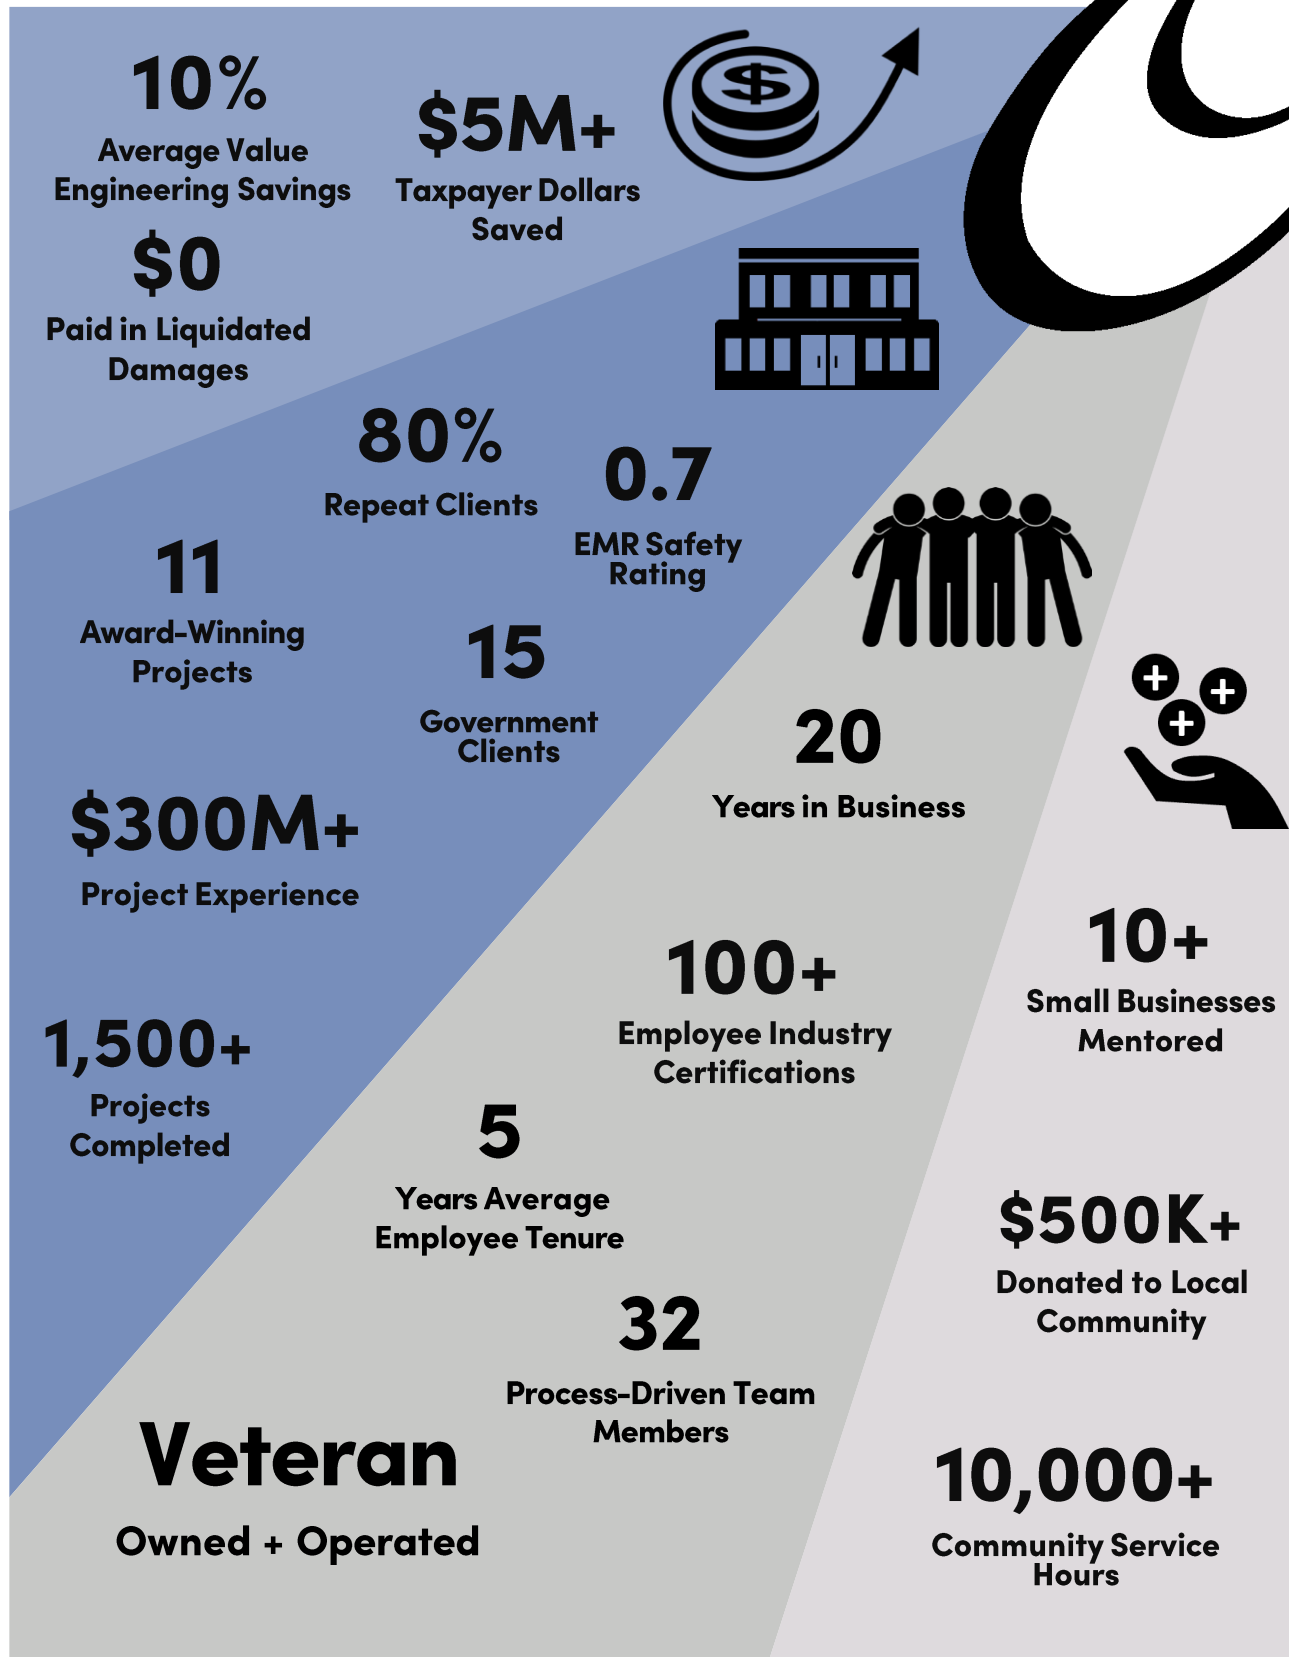 10%
Average Value
Engineering Savings
$5M+
Taxpayer Dollars
Saved
$0
Paid in Liquidated
Damages
80%
Repeat Clients
0.7
EMR Safety
Rating
11
Award-Winning
Projects
15
Government
Clients
$300M+
Project Experience
1,500+
Projects
Completed
20
Years in Business
100+
Employee Industry
Certifications
5
Years Average
Employee Tenure
32
Process-Driven Team
Members
Veteran
Owned + Operated
10+
Small Businesses
Mentored
$500K+
Donated to Local
Community
10,000+
Community Service
Hours